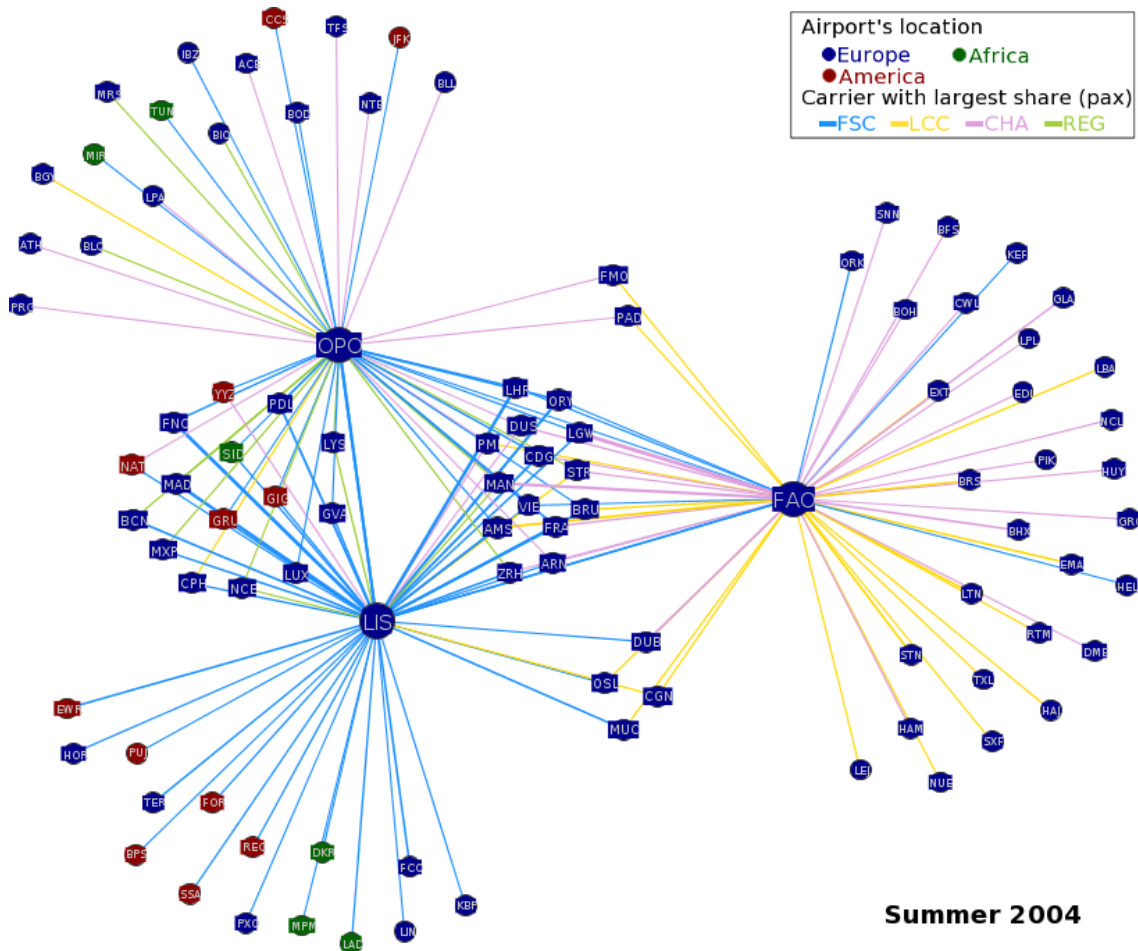 CCS
TFS
JFK
IBZ
ACE
BLL
MRS
NTE
BOD
TUN
BIO
MIR
BGY
LPA
ATH
BLQ
PRG
Airport's location
Europe
Africa
America
Carrier with largest share (pax)
FSC
LCC
CHA
REG
SNN
BFS
KEF
ORK
FMO
CWL
GLA
BOH
PAD
LPL
OPO
LBA
LHR
YYZ
EXT
EDI
PDL
ORY
FNC
NCL
DUS
LGW
PMI
LYS
SID
CDG
PIK
NAT
STR
HUY
MAD
MAN
BRS
GIG
FAO
VIE
BRU
GVA
BCN
GRU
GRO
AMS
FRA
BHX
MXP
EMA
ARN
LUX
ZRH
CPH
HEL
NCE
LTN
LIS
RTM
DUB
DME
STN
OSL
TXL
CGN
EWR
HAJ
MUC
HAM
HOR
PUJ
SXF
LEJ
NUE
TER
FOR
REC
BPS
DKR
FCO
SSA
KBP
PXO
MPM
LIN
LAD
Summer 2004